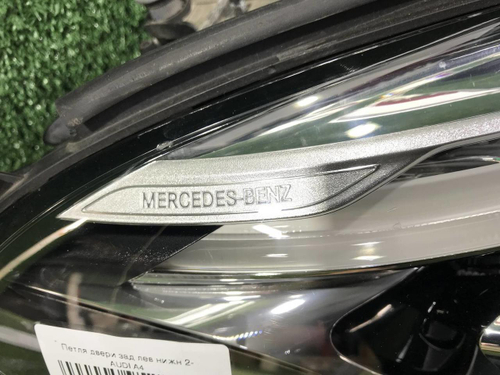 MERCEDES-BENZ
Петля двери зад лев нижн 2-
AUDI A4